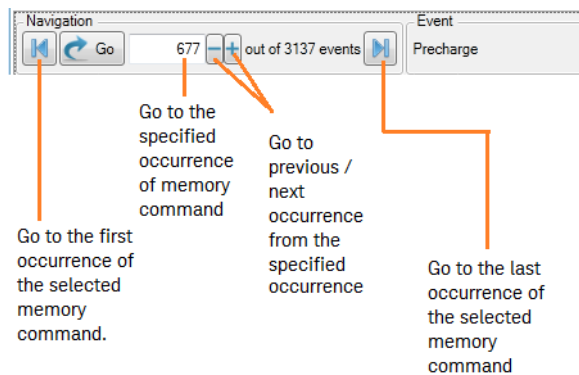 Navigation
Event
Go
677
out of 3137 events
Precharge
Go to the
specified
occurrence
of memory
command
Go to
previous /
next
occurrence
from the
specified
occurrence
Go to the first
occurrence of
the selected
memory
command.
Go to the last
occurrence of
the selected
memory
command